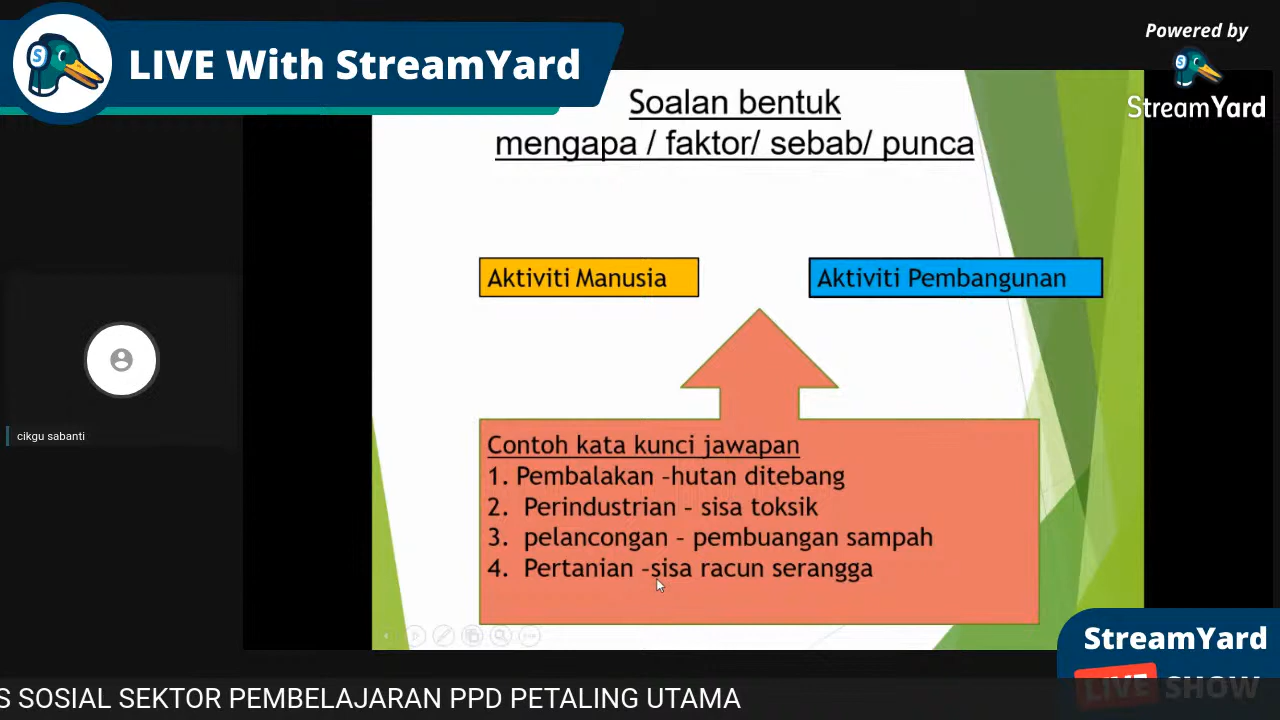 LIVE With StreamYard
Powered by
StreamYard
Soalan bentuk
mengapa / faktor/ sebab/ punca
Aktiviti Manusia
Aktiviti Pembangunan
Contoh kata kunci jawapan
1. Pembalakan –hutan ditebang
2. Perindustrian – sisa toksik
3. pelancongan – pembuangan sampah
4. Pertanian –sisa racun serangga
cikgu sabanti
StreamYard
LIVE SHOW
S SOSIAL SEKTOR PEMBELAJARAN PPD PETALING UTAMA